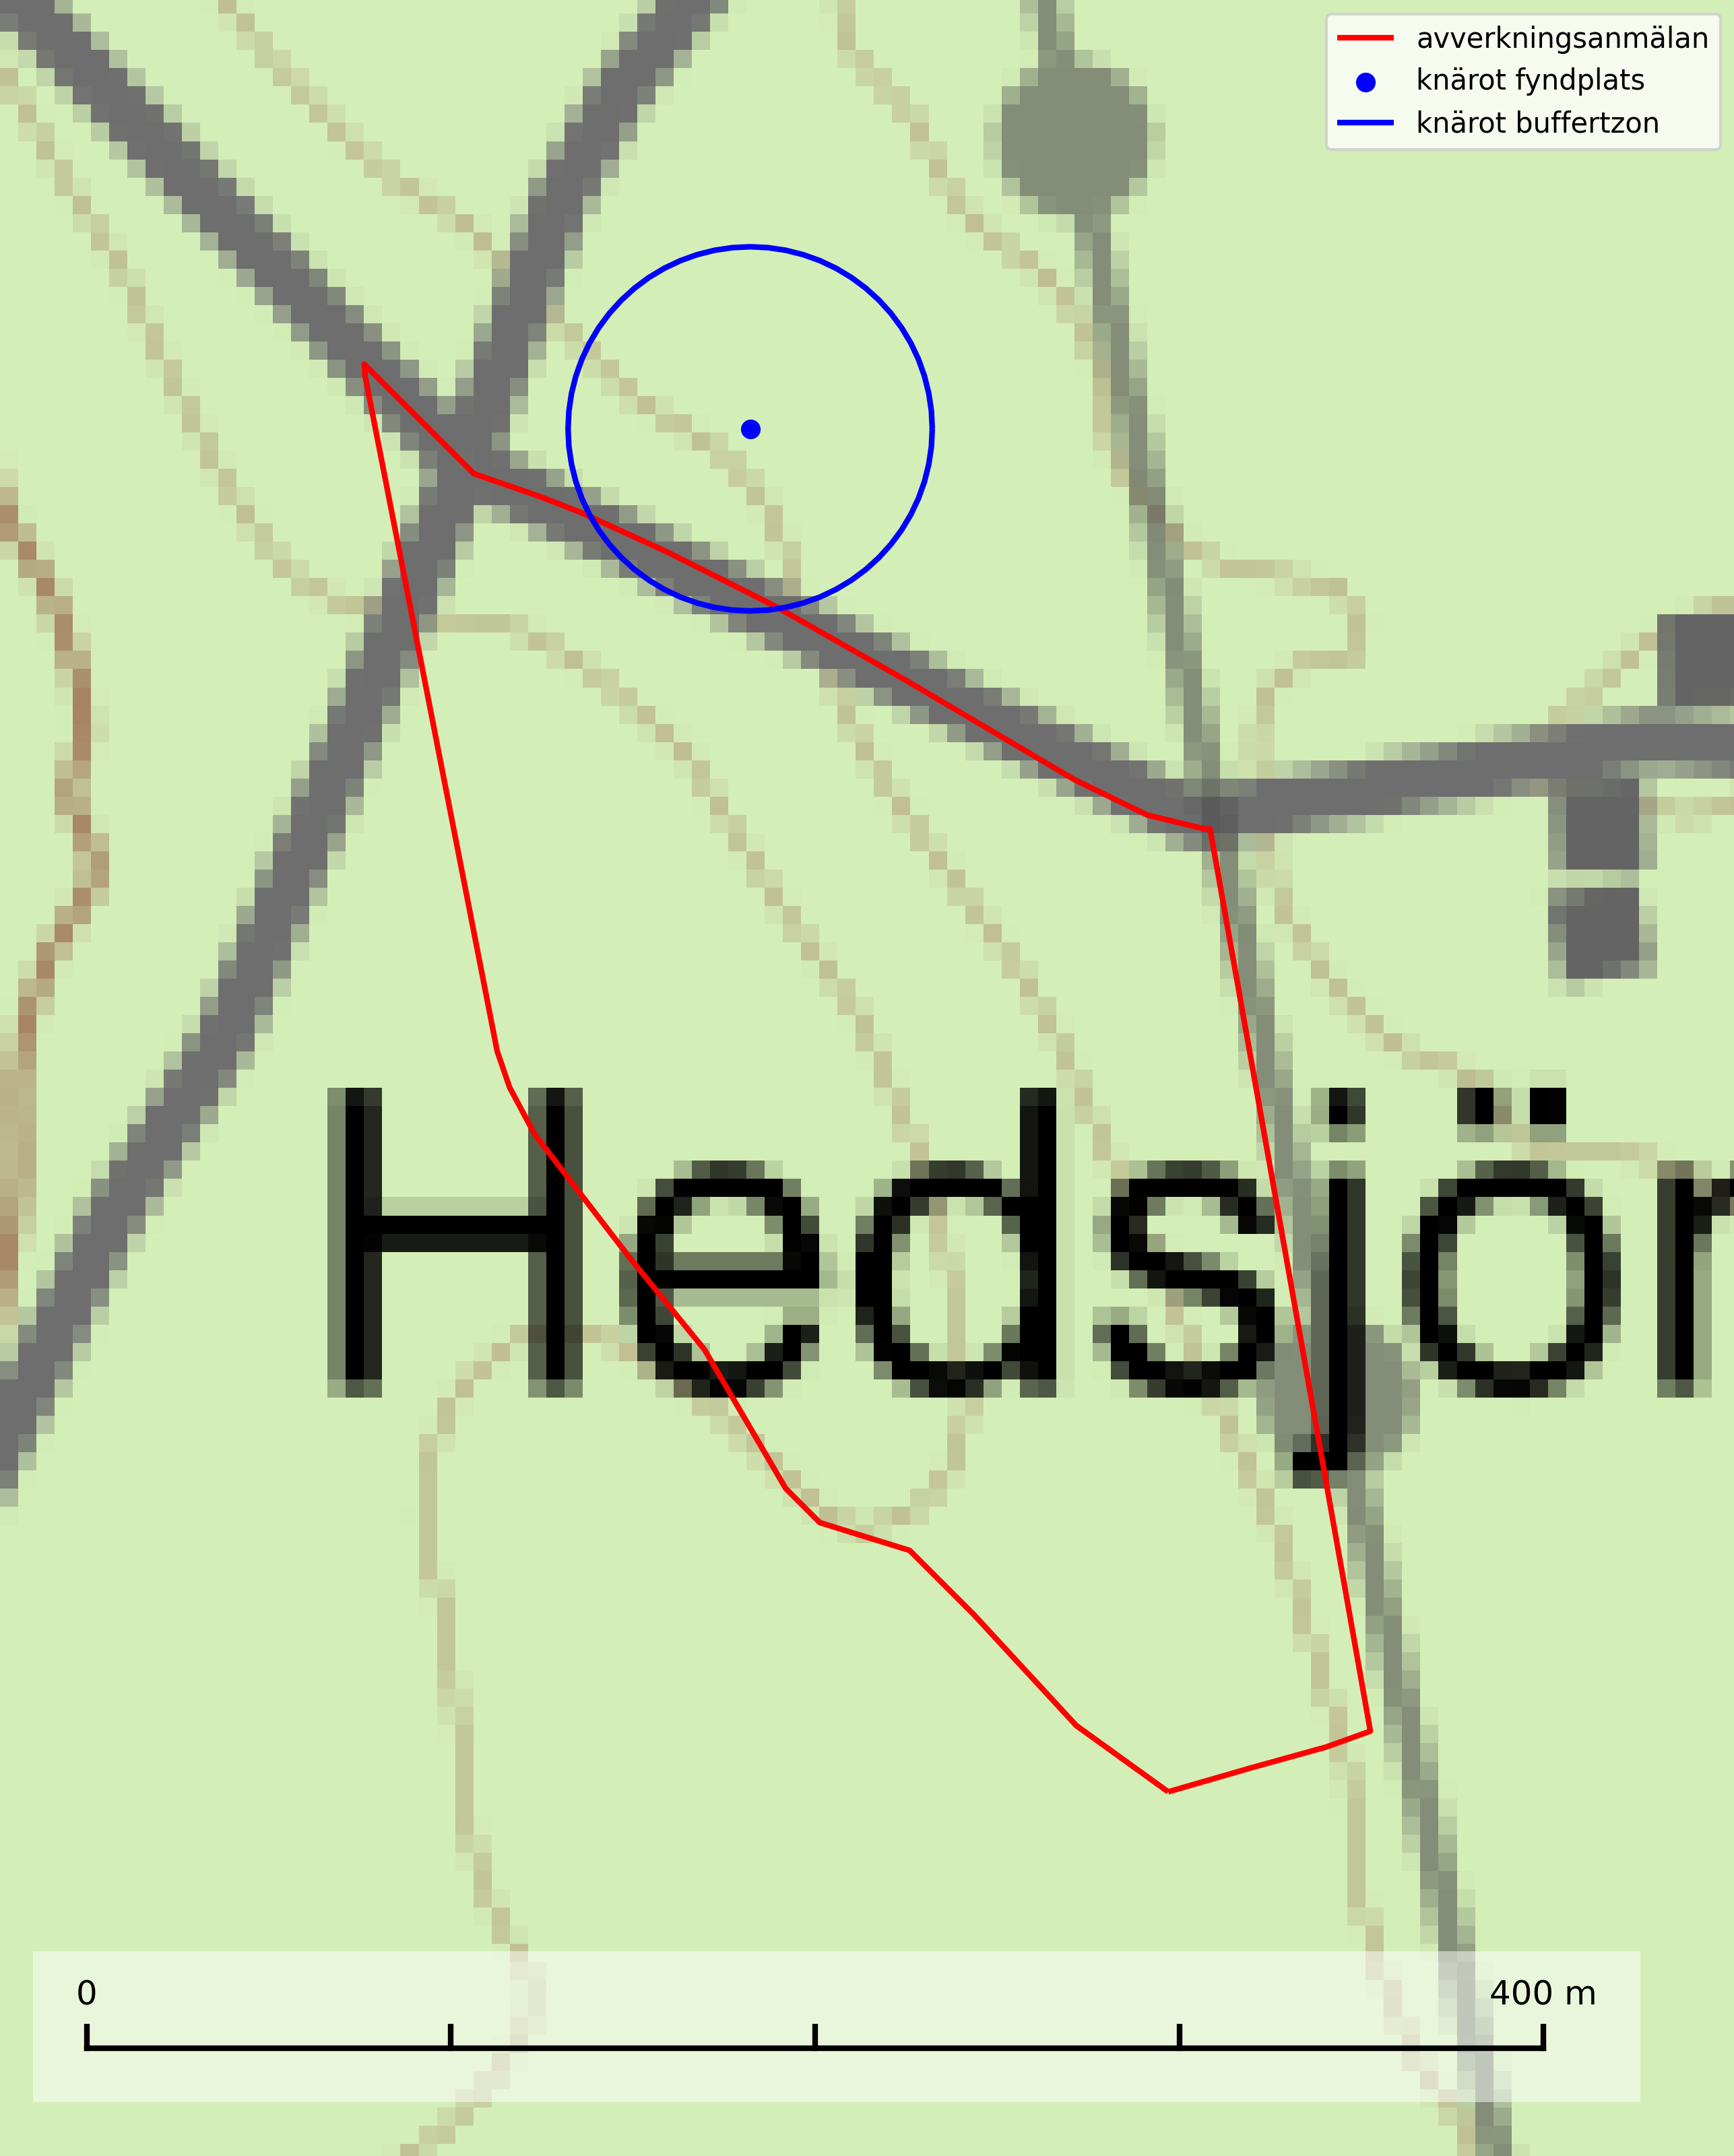 avverkningsanmälan
knärot fyndplats
knärot buffertzon
Hedsjör
0
400 m